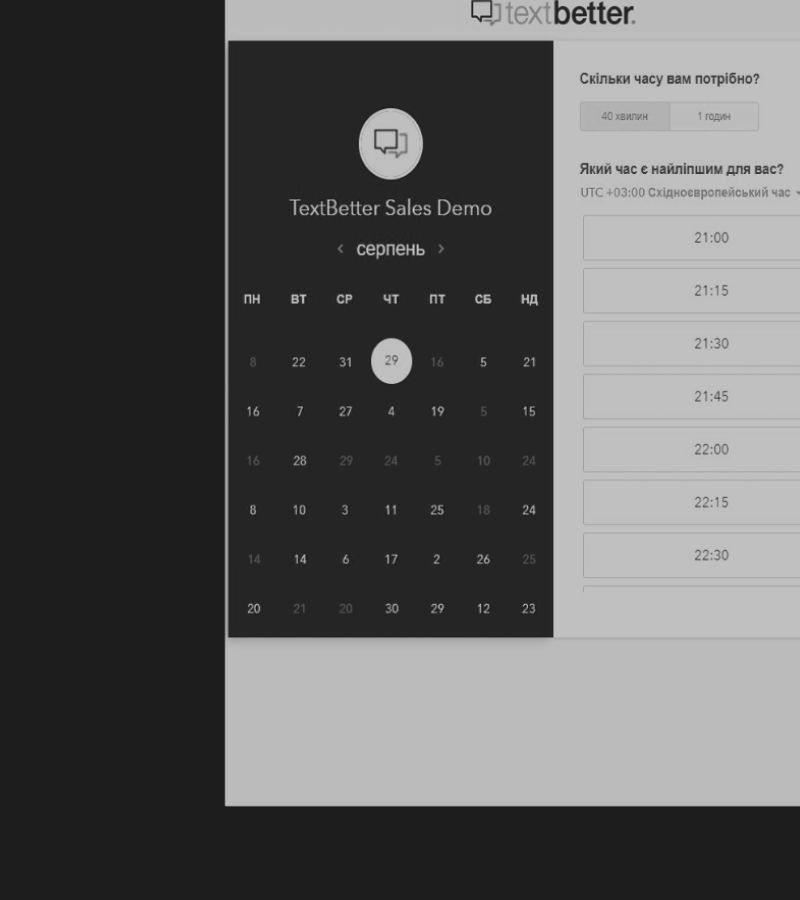 textbetter.
TextBetter Sales Demo
‹ серпень ›
ПН ВТ СР ЧТ ПТ СБ НД
8 22 31 29 16 5 21
16 7 27 4 19 5 15
16 28 29 24 5 10 24
8 10 3 11 25 18 24
14 14 6 17 2 26 25
20 21 20 30 29 12 23
Скільки часу вам потрібно?
40 хвилин 1 годин
Який час є найліпшим для вас?
UTC +03:00 Східноєвропейський час
21:00
21:15
21:30
21:45
22:00
22:15
22:30